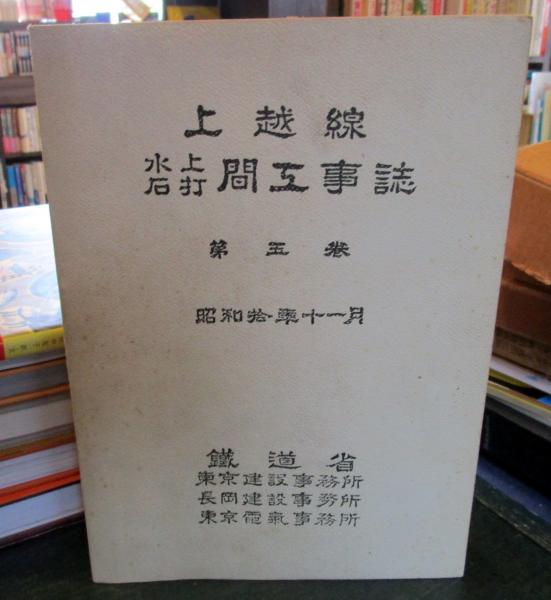 上越線
水上
石打
間工事誌
第五卷
昭和拾年十一月
鐵道省
東京建設事務所
長岡建設事務所
東京電氣事務所